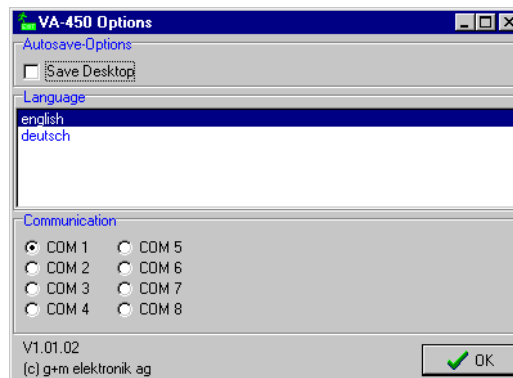 VA-450 Options
Autosave-Options
Save Desktop
Language
english
deutsch
Communication
COM 1 COM 5
COM 2 COM 6
COM 3 COM 7
COM 4 COM 8
V1.01.02
(c) g+m elektronik ag
OK